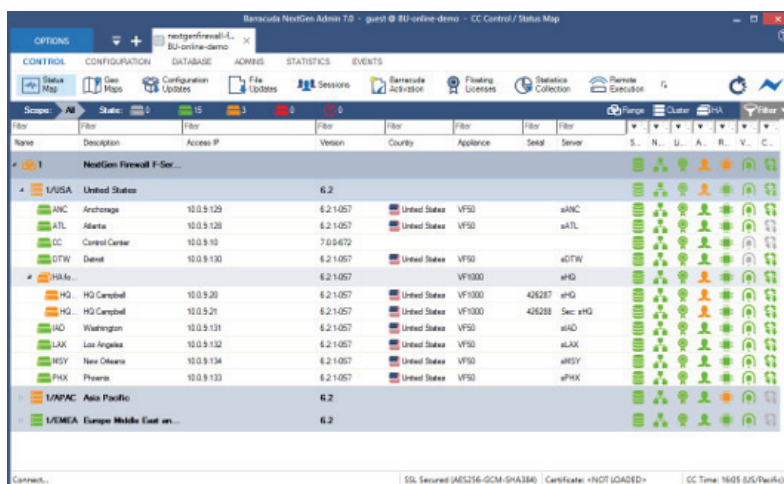 Barracuda NextGen Admin 7.0 - guest @ BU-online-demo - CC Control / Status Map
OPTIONS nextgenfirewall-f... BU-online-demo
CONTROL CONFIGURATION DATABASE ADMINS STATISTICS EVENTS
Status Map Geo Maps Configuration Updates File Updates Sessions Barracuda Activation Floating Licenses Statistics Collection Remote Execution
Scope: All State: 0 15 3 0 0 Range Cluster HA Filter
Filter Filter Filter Filter Filter Filter Filter Filter
Name Description Access IP Version Country Appliance Serial Server S... N... Li... A... R... V... C...
1 NextGen Firewall F-Ser...
1/USA United States 6.2
ANC Anchorage 10.0.9.129 6.2.1-057 United States VF50 sANC
ATL Atlanta 10.0.9.128 6.2.1-057 United States VF50 sATL
CC Control Center 10.0.9.10 7.0.0-672
DTW Detroit 10.0.9.130 6.2.1-057 United States VF50 sDTW
HA fo... 6.2.1-057 VF1000 sHQ
HQ... HQ Campbell 10.0.9.20 6.2.1-057 United States VF1000 426287 sHQ
HQ... HQ Campbell 10.0.9.21 6.2.1-057 United States VF1000 426288 Sec: sHQ
IAD Washington 10.0.9.131 6.2.1-057 United States VF50 sIAD
LAX Los Angeles 10.0.9.132 6.2.1-057 United States VF50 sLAX
MSY New Orleans 10.0.9.134 6.2.1-057 United States VF50 sMSY
PHX Phoenix 10.0.9.133 6.2.1-057 United States VF50 sPHX
1/APAC Asia Pacific 6.2
1/EMEA Europe Middle East an... 6.2
Connect... SSL Secured (AES256-GCM-SHA384) Certificate: <NOT LOADED> CC Time: 16:05 (US/Pacific)